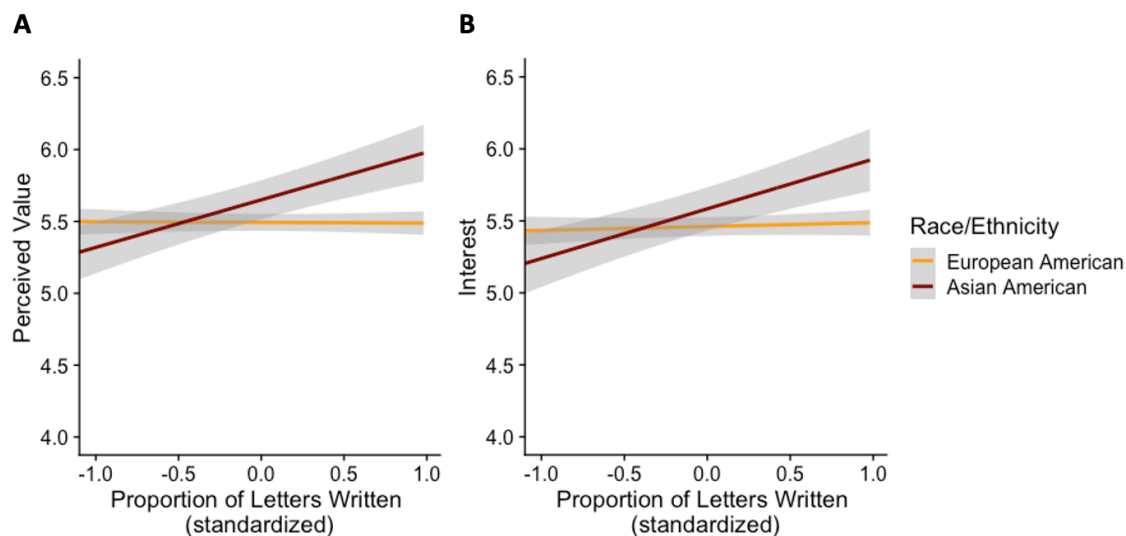 A
B
6.5
6.0
5.5
5.0
4.5
4.0
Perceived Value
-1.0 -0.5 0.0 0.5 1.0
Proportion of Letters Written
(standardized)
6.5
6.0
5.5
5.0
4.5
4.0
Interest
-1.0 -0.5 0.0 0.5 1.0
Proportion of Letters Written
(standardized)
Race/Ethnicity
European American
Asian American